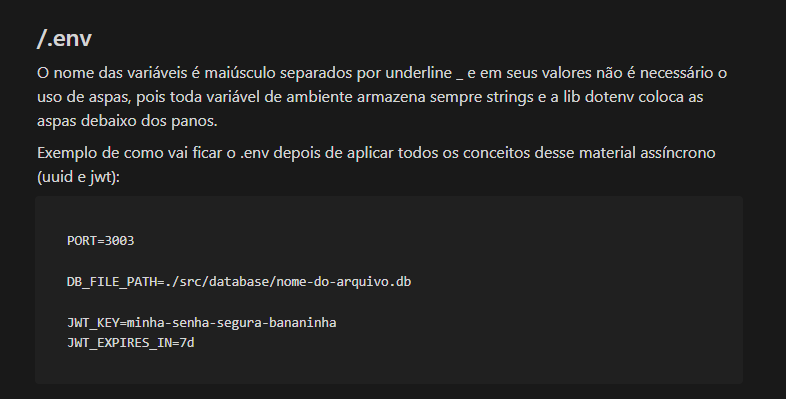 /.env
O nome das variáveis é maiúsculo separados por underline _ e em seus valores não é necessário o
uso de aspas, pois toda variável de ambiente armazena sempre strings e a lib dotenv coloca as
aspas debaixo dos panos.
Exemplo de como vai ficar o .env depois de aplicar todos os conceitos desse material assíncrono
(uuid e jwt):
PORT=3003
DB_FILE_PATH=./src/database/nome-do-arquivo.db
JWT_KEY=minha-senha-segura-bananinha
JWT_EXPIRES_IN=7d